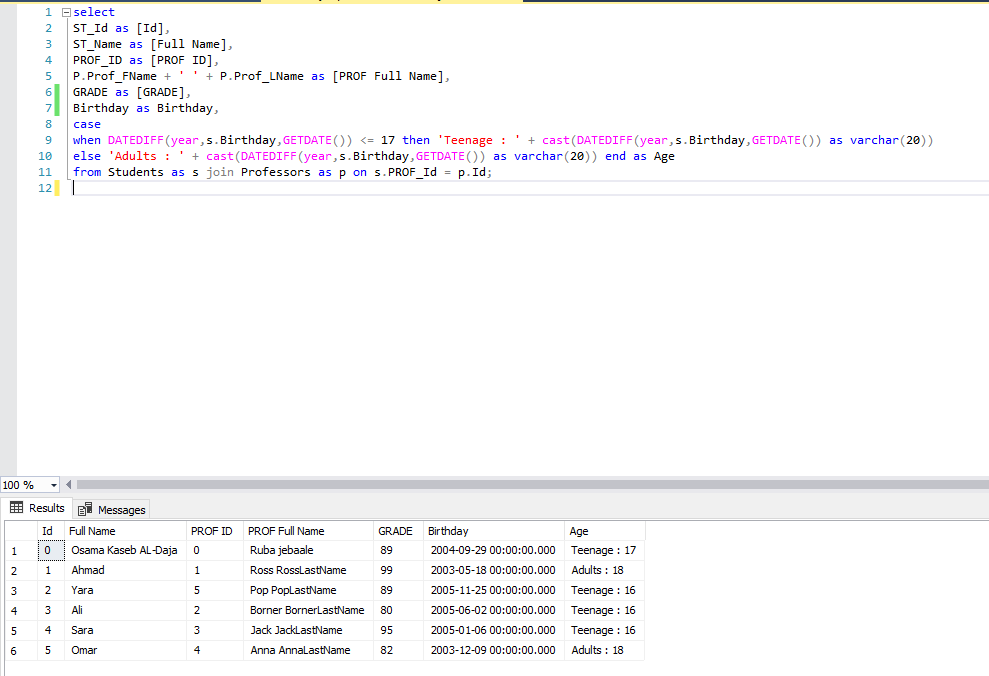 1 select
2 ST_Id as [Id],
3 ST_Name as [Full Name],
4 PROF_ID as [PROF ID],
5 P.Prof_FName + ' ' + P.Prof_LName as [PROF Full Name],
6 GRADE as [GRADE],
7 Birthday as Birthday,
8 case
9 when DATEDIFF(year,s.Birthday,GETDATE()) <= 17 then 'Teenage : ' + cast(DATEDIFF(year,s.Birthday,GETDATE()) as varchar(20))
10 else 'Adults : ' + cast(DATEDIFF(year,s.Birthday,GETDATE()) as varchar(20)) end as Age
11 from Students as s join Professors as p on s.PROF_Id = p.Id;
12
100 %
Results Messages
Id Full Name PROF ID PROF Full Name GRADE Birthday Age
1 0 Osama Kaseb AL-Daja 0 Ruba jebaale 89 2004-09-29 00:00:00.000 Teenage : 17
2 1 Ahmad 1 Ross RossLastName 99 2003-05-18 00:00:00.000 Adults : 18
3 2 Yara 5 Pop PopLastName 89 2005-11-25 00:00:00.000 Teenage : 16
4 3 Ali 2 Borner BornerLastName 80 2005-06-02 00:00:00.000 Teenage : 16
5 4 Sara 3 Jack JackLastName 95 2005-01-06 00:00:00.000 Teenage : 16
6 5 Omar 4 Anna AnnaLastName 82 2003-12-09 00:00:00.000 Adults : 18